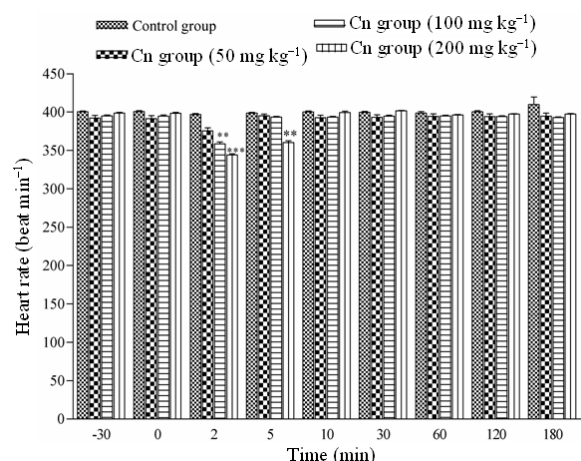 Control group
Cn group (100 mg kg⁻¹)
Cn group (50 mg kg⁻¹)
Cn group (200 mg kg⁻¹)
450
400
350
300
250
200
150
100
50
0
Heart rate (beat min⁻¹)
**
***
**
-30 0 2 5 10 30 60 120 180
Time (min)